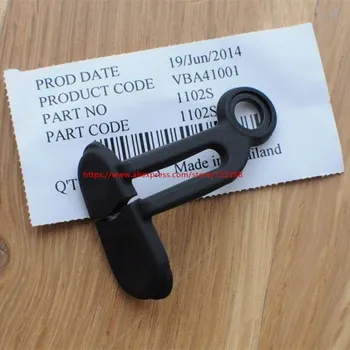 PROD DATE 19/Jun/2014
PRODUCT CODE VBA41001
PART NO 1102S
PART CODE 1102S
Q'T
Made in Thailand